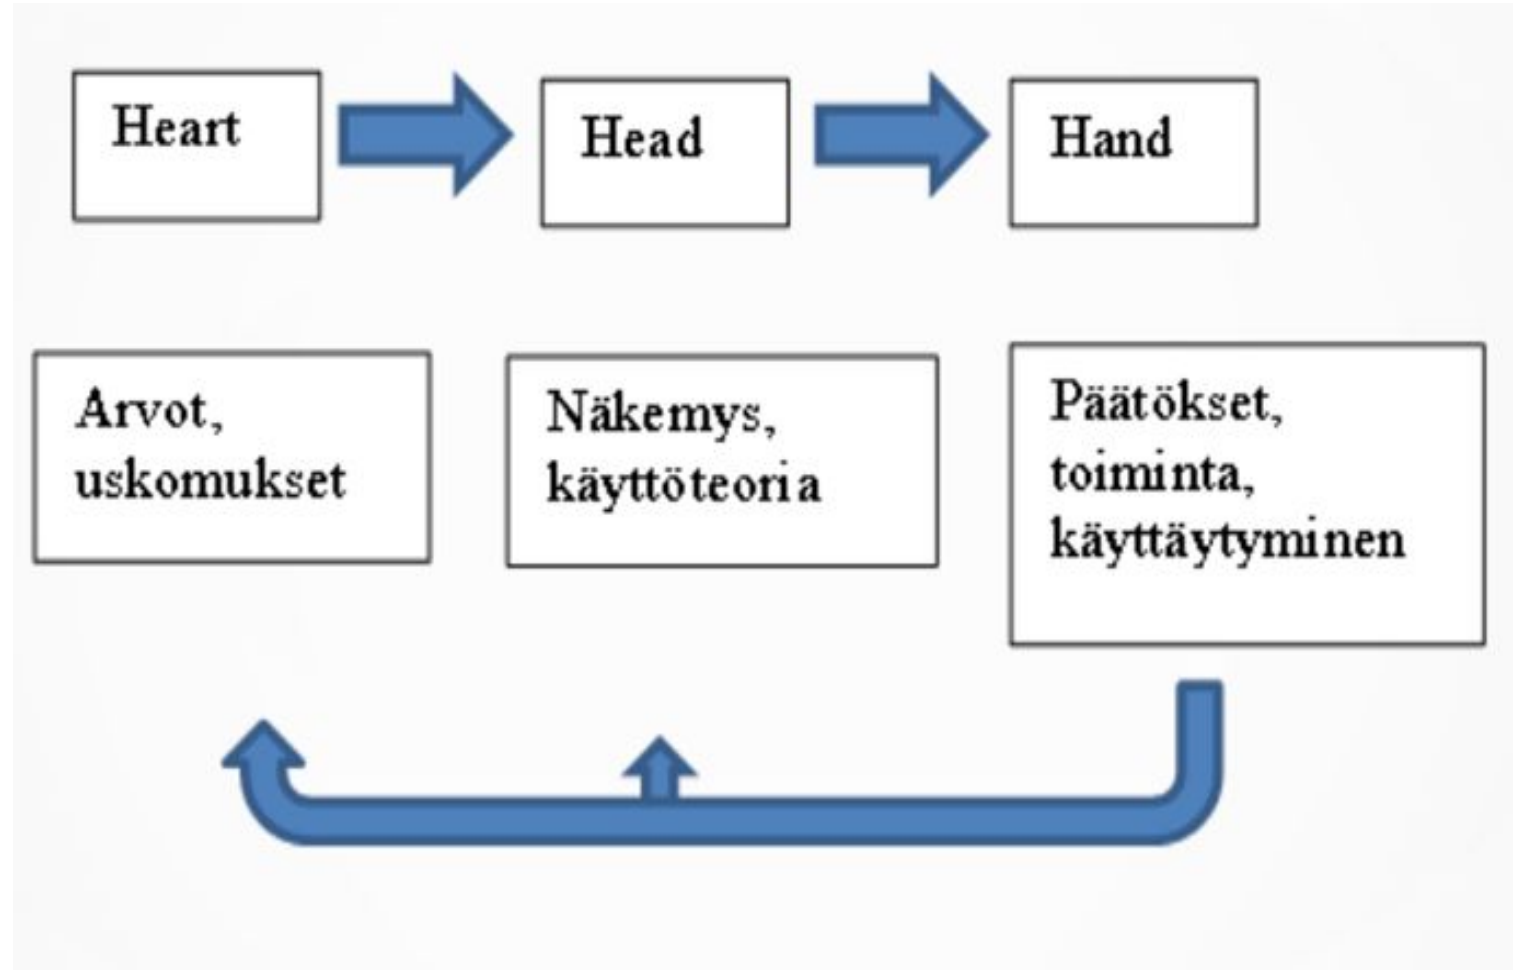 Heart
Head
Hand
Arvot,
uskomukset
Näkemys,
käyttöteoria
Päätökset,
toiminta,
käyttäytyminen